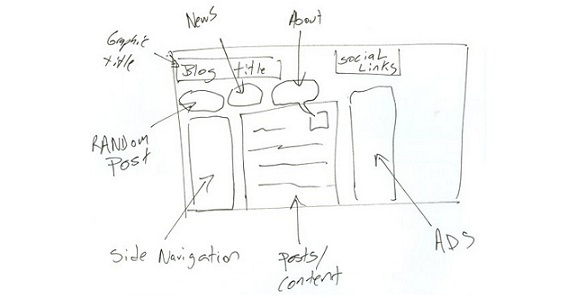 News
About
Graphic
title
Blog title
social
Links
RANDom
Post
Side Navigation
Posts/
content
ADS